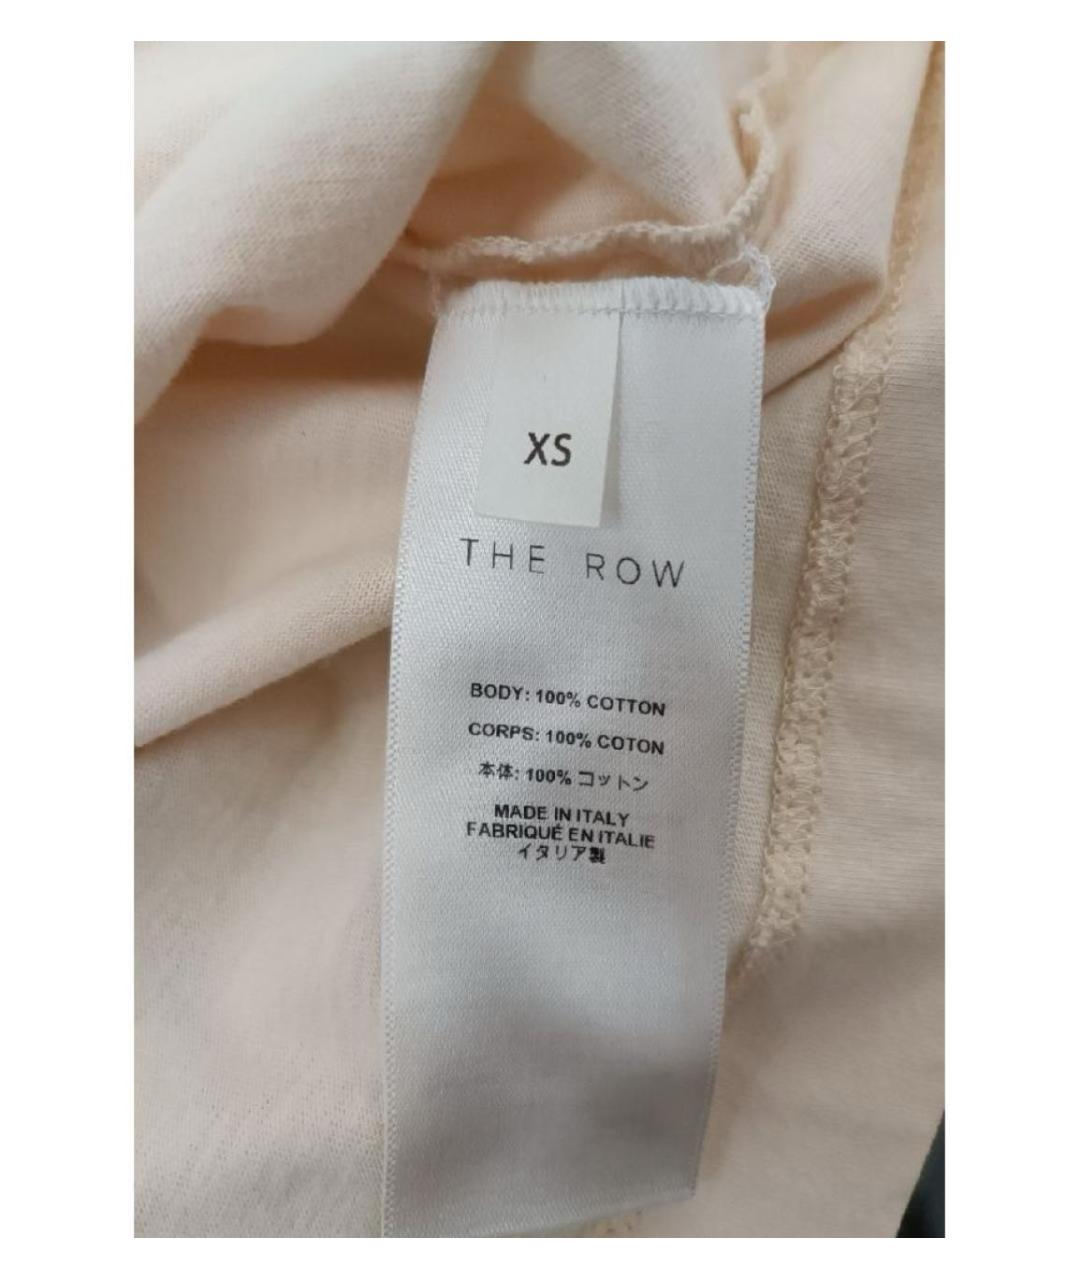 XS
THE ROW
BODY: 100% COTTON
CORPS: 100% COTON
本体: 100% コットン
MADE IN ITALY
FABRIQUÉ EN ITALIE
イタリア製